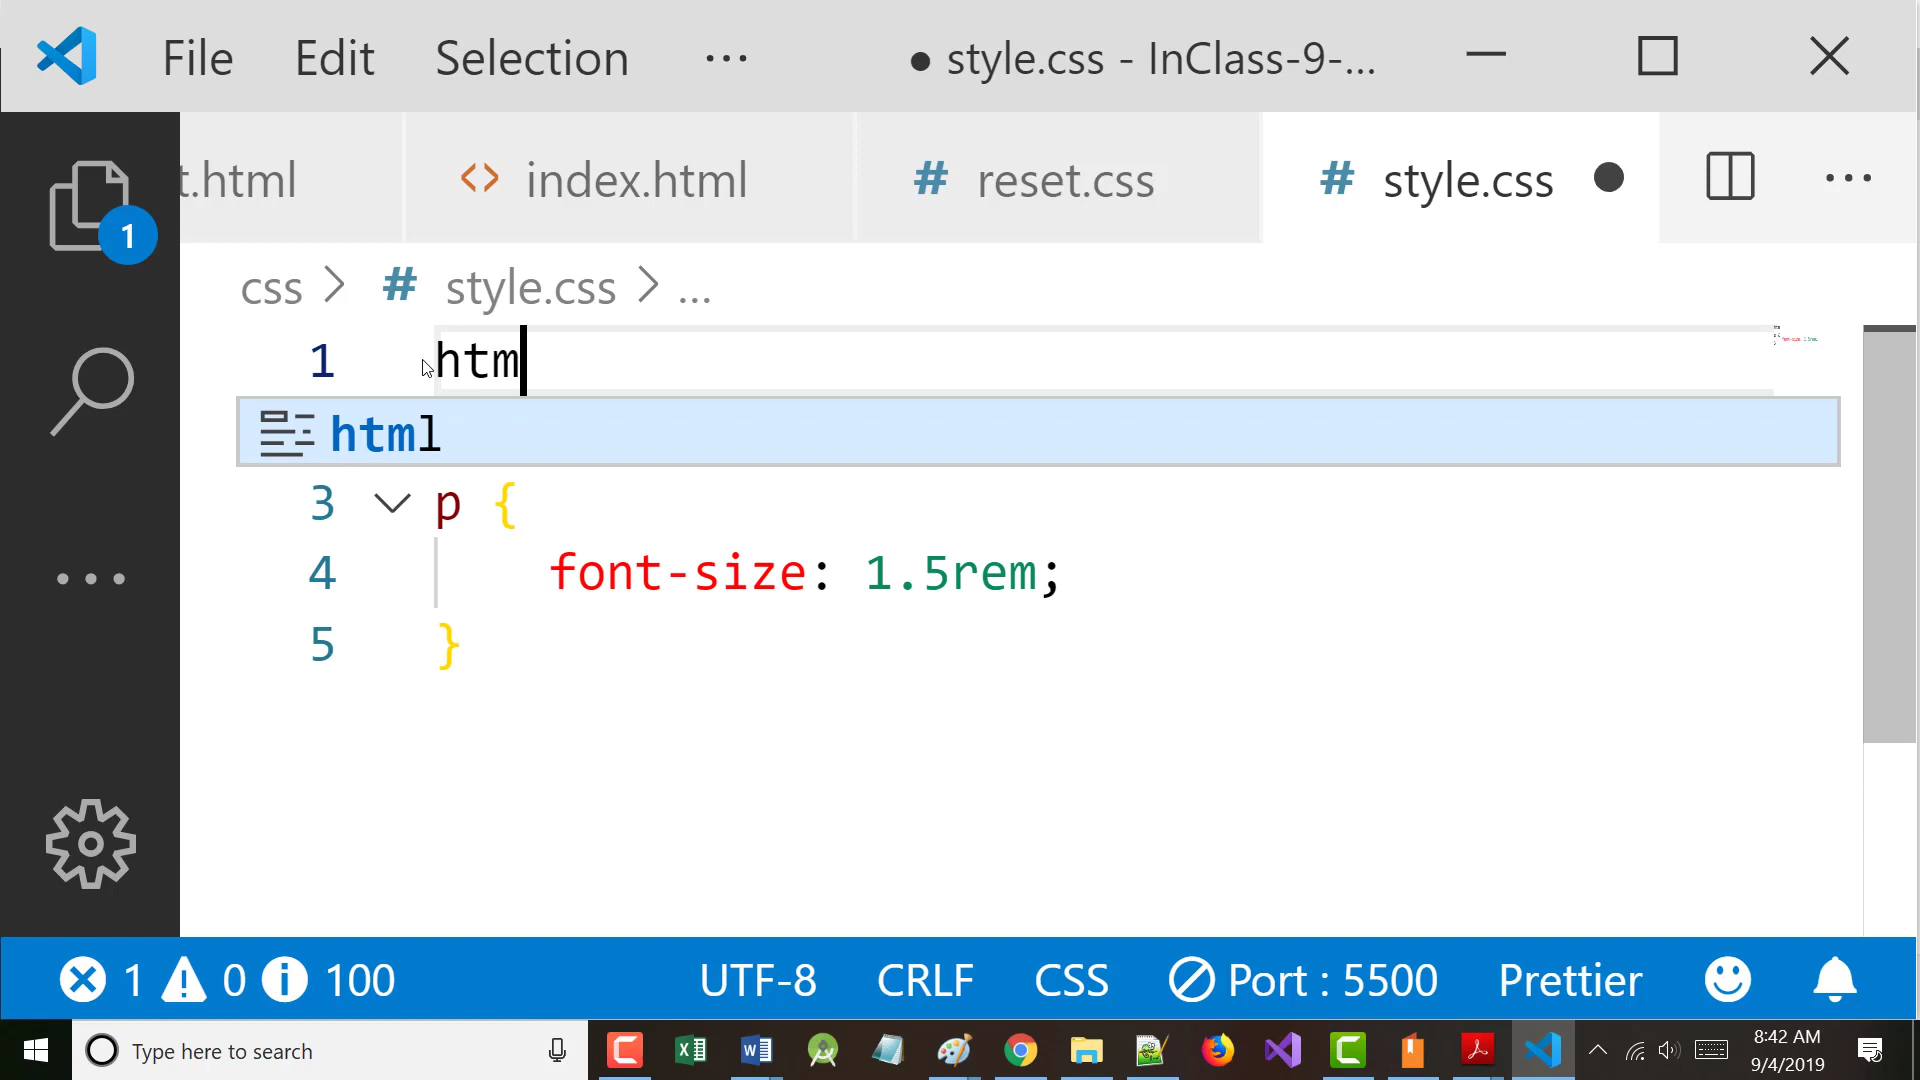 File Edit Selection ... ● style.css - InClass-9-...
t.html <> index.html # reset.css # style.css ● ...
1
css > # style.css > ...
1 htm
html
3 p {
4 font-size: 1.5rem;
5 }
1 0 100 UTF-8 CRLF CSS Port : 5500 Prettier
Type here to search
8:42 AM
9/4/2019